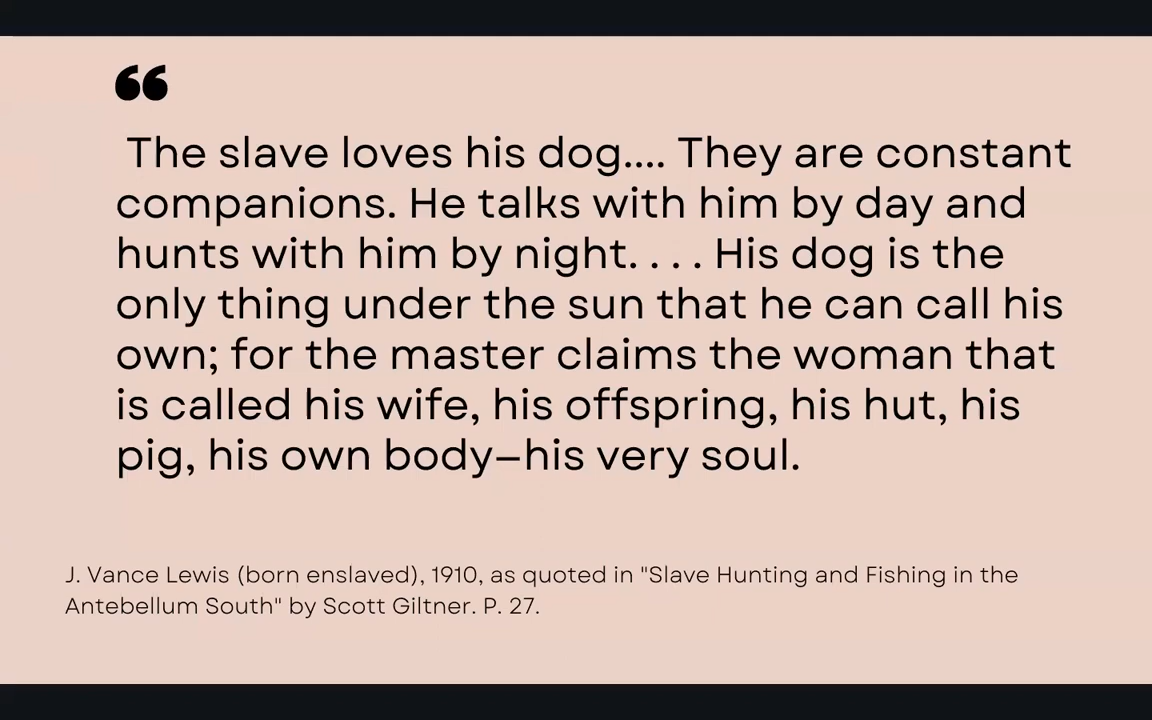 “
The slave loves his dog.... They are constant
companions. He talks with him by day and
hunts with him by night. . . . His dog is the
only thing under the sun that he can call his
own; for the master claims the woman that
is called his wife, his offspring, his hut, his
pig, his own body—his very soul.
J. Vance Lewis (born enslaved), 1910, as quoted in "Slave Hunting and Fishing in the
Antebellum South" by Scott Giltner. P. 27.